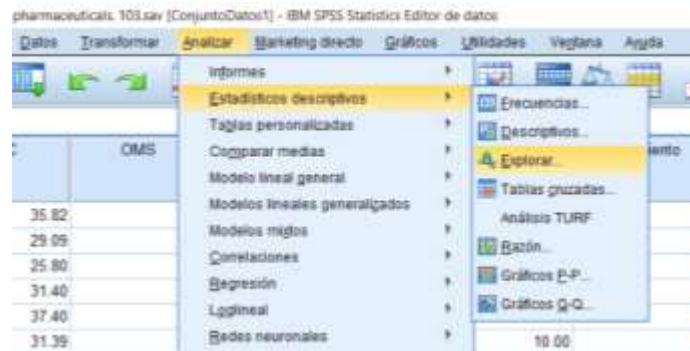 pharmaceuticals. 103.sav [ConjuntoDatos1] - IBM SPSS Statistics Editor de datos
Datos Transformar Analizar Marketing directo Gráficos Utilidades Ventana Ayuda
Informes
Estadísticos descriptivos
Tablas personalizadas
Comparar medias
Modelo lineal general
Modelos lineales generalizados
Modelos mixtos
Correlaciones
Regresión
Loglineal
Redes neuronales
Frecuencias...
Descriptivos...
Explorar...
Tablas cruzadas...
Análisis TURF
Razón...
Gráficos P-P...
Gráficos Q-Q...
C OMS
iento
35.82
29.09
25.80
31.40
37.40
31.39 10.00